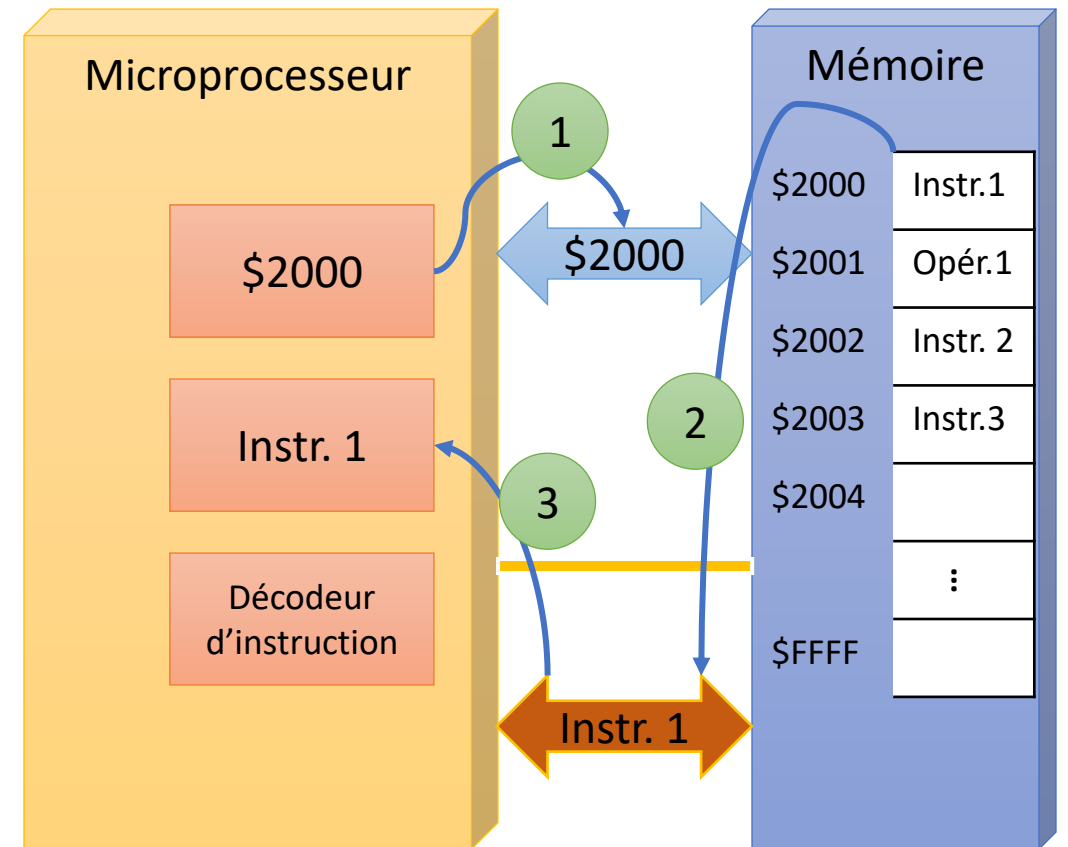 Microprocesseur
1
$2000
$2000
Instr. 1
3
Décodeur
d'instruction
Instr. 1
2
Mémoire
$2000 Instr.1
$2001 Opér.1
$2002 Instr. 2
$2003 Instr.3
$2004
⋮
$FFFF